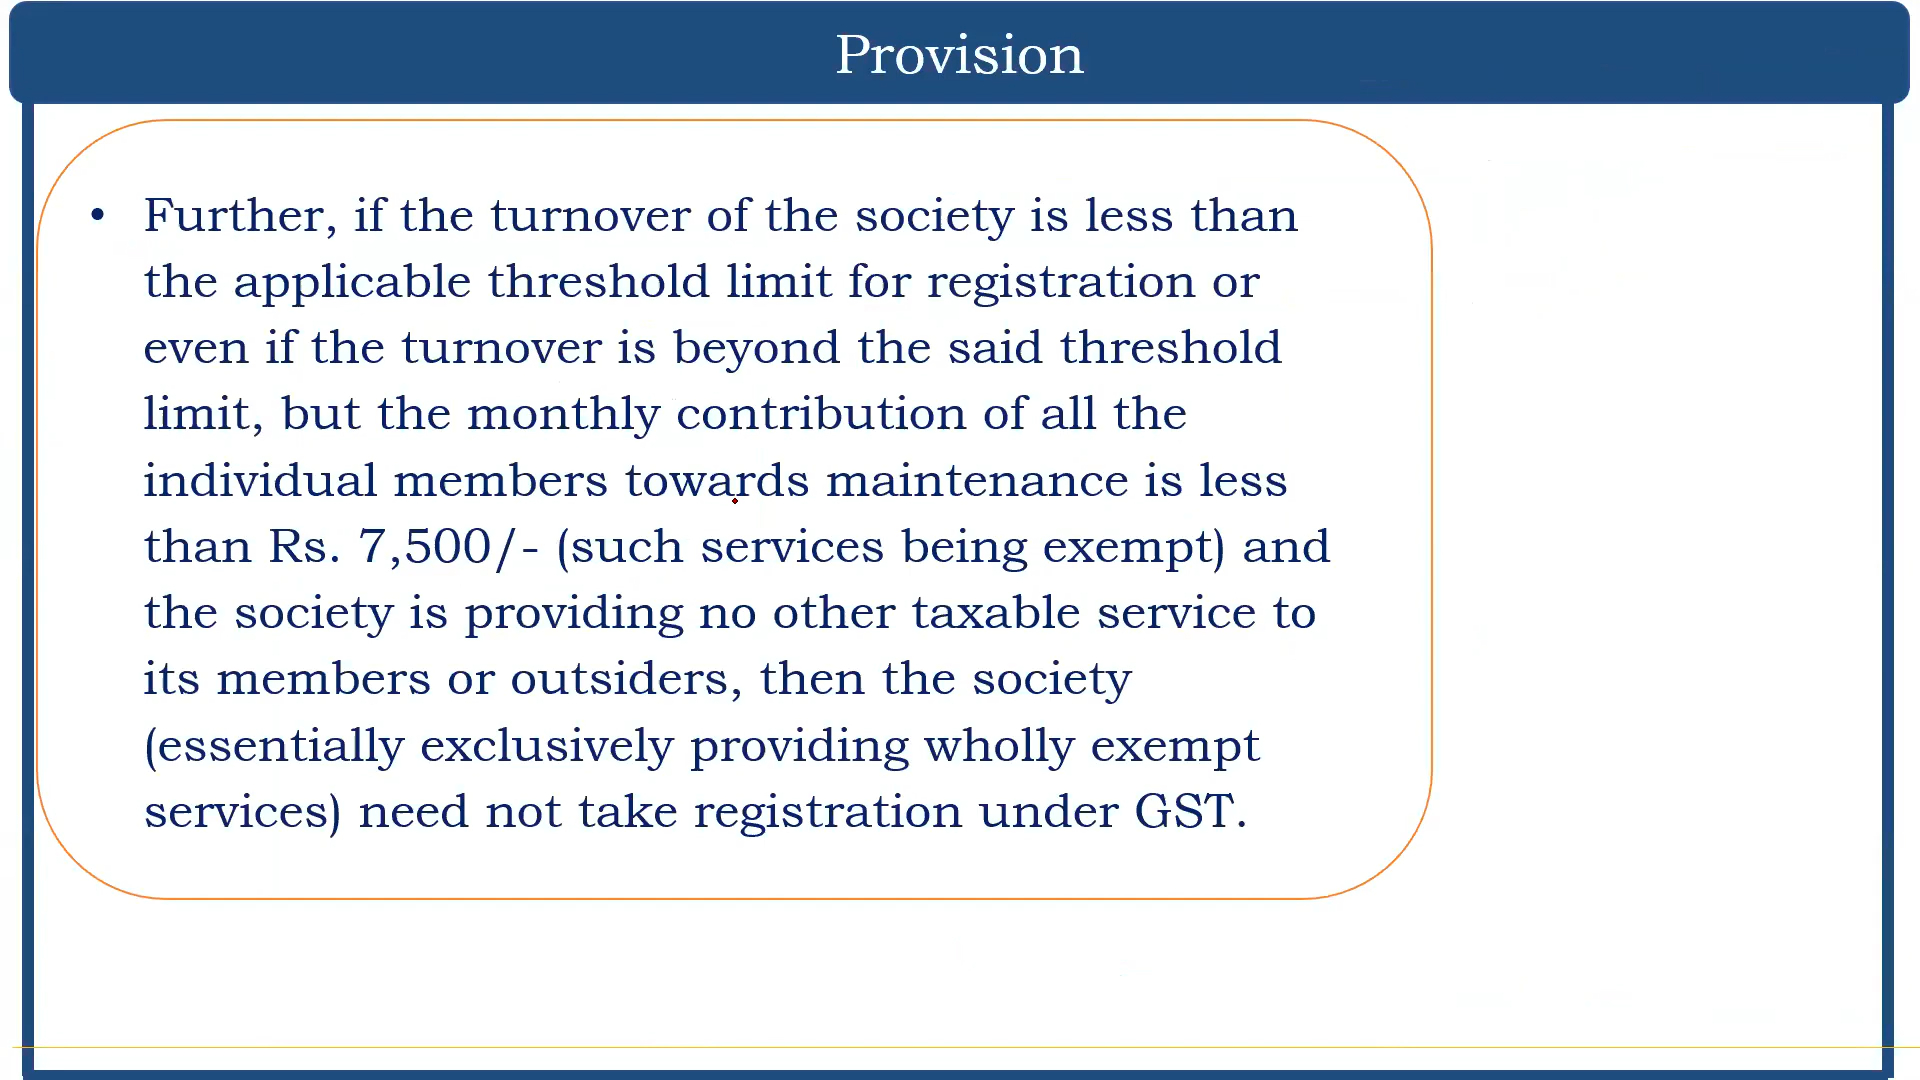 Provision
• Further, if the turnover of the society is less than
the applicable threshold limit for registration or
even if the turnover is beyond the said threshold
limit, but the monthly contribution of all the
individual members towards maintenance is less
than Rs. 7,500/- (such services being exempt) and
the society is providing no other taxable service to
its members or outsiders, then the society
(essentially exclusively providing wholly exempt
services) need not take registration under GST.